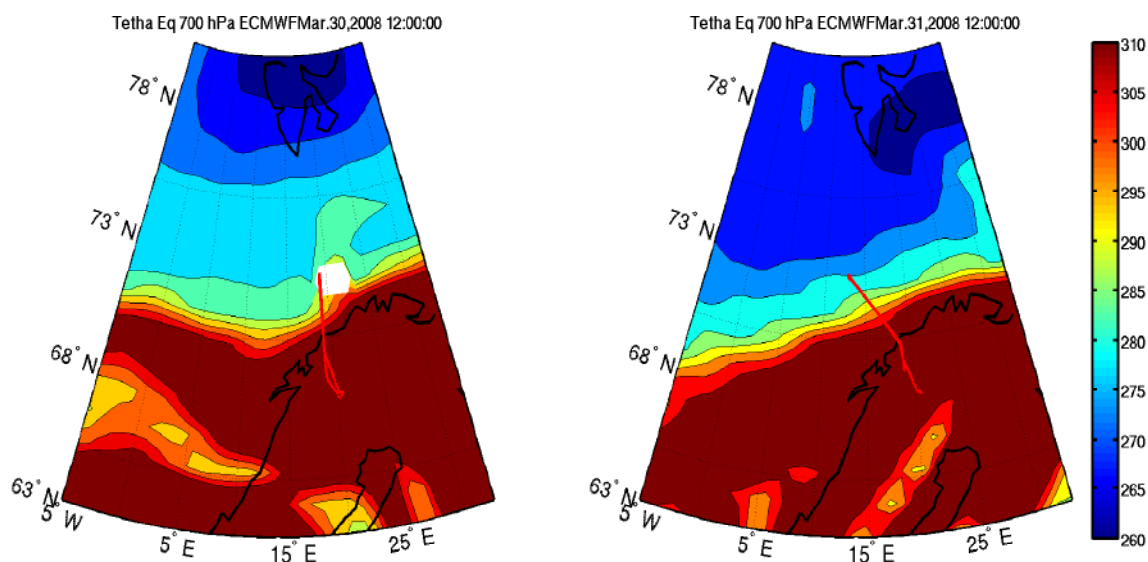 Tetha Eq 700 hPa ECMWFMar.30,2008 12:00:00
78° N
73° N
68° N
63° N
5° W
5° E
15° E
25° E
Tetha Eq 700 hPa ECMWFMar.31,2008 12:00:00
78° N
73° N
68° N
63° N
5° W
5° E
15° E
25° E
310
305
300
295
290
285
280
275
270
265
260